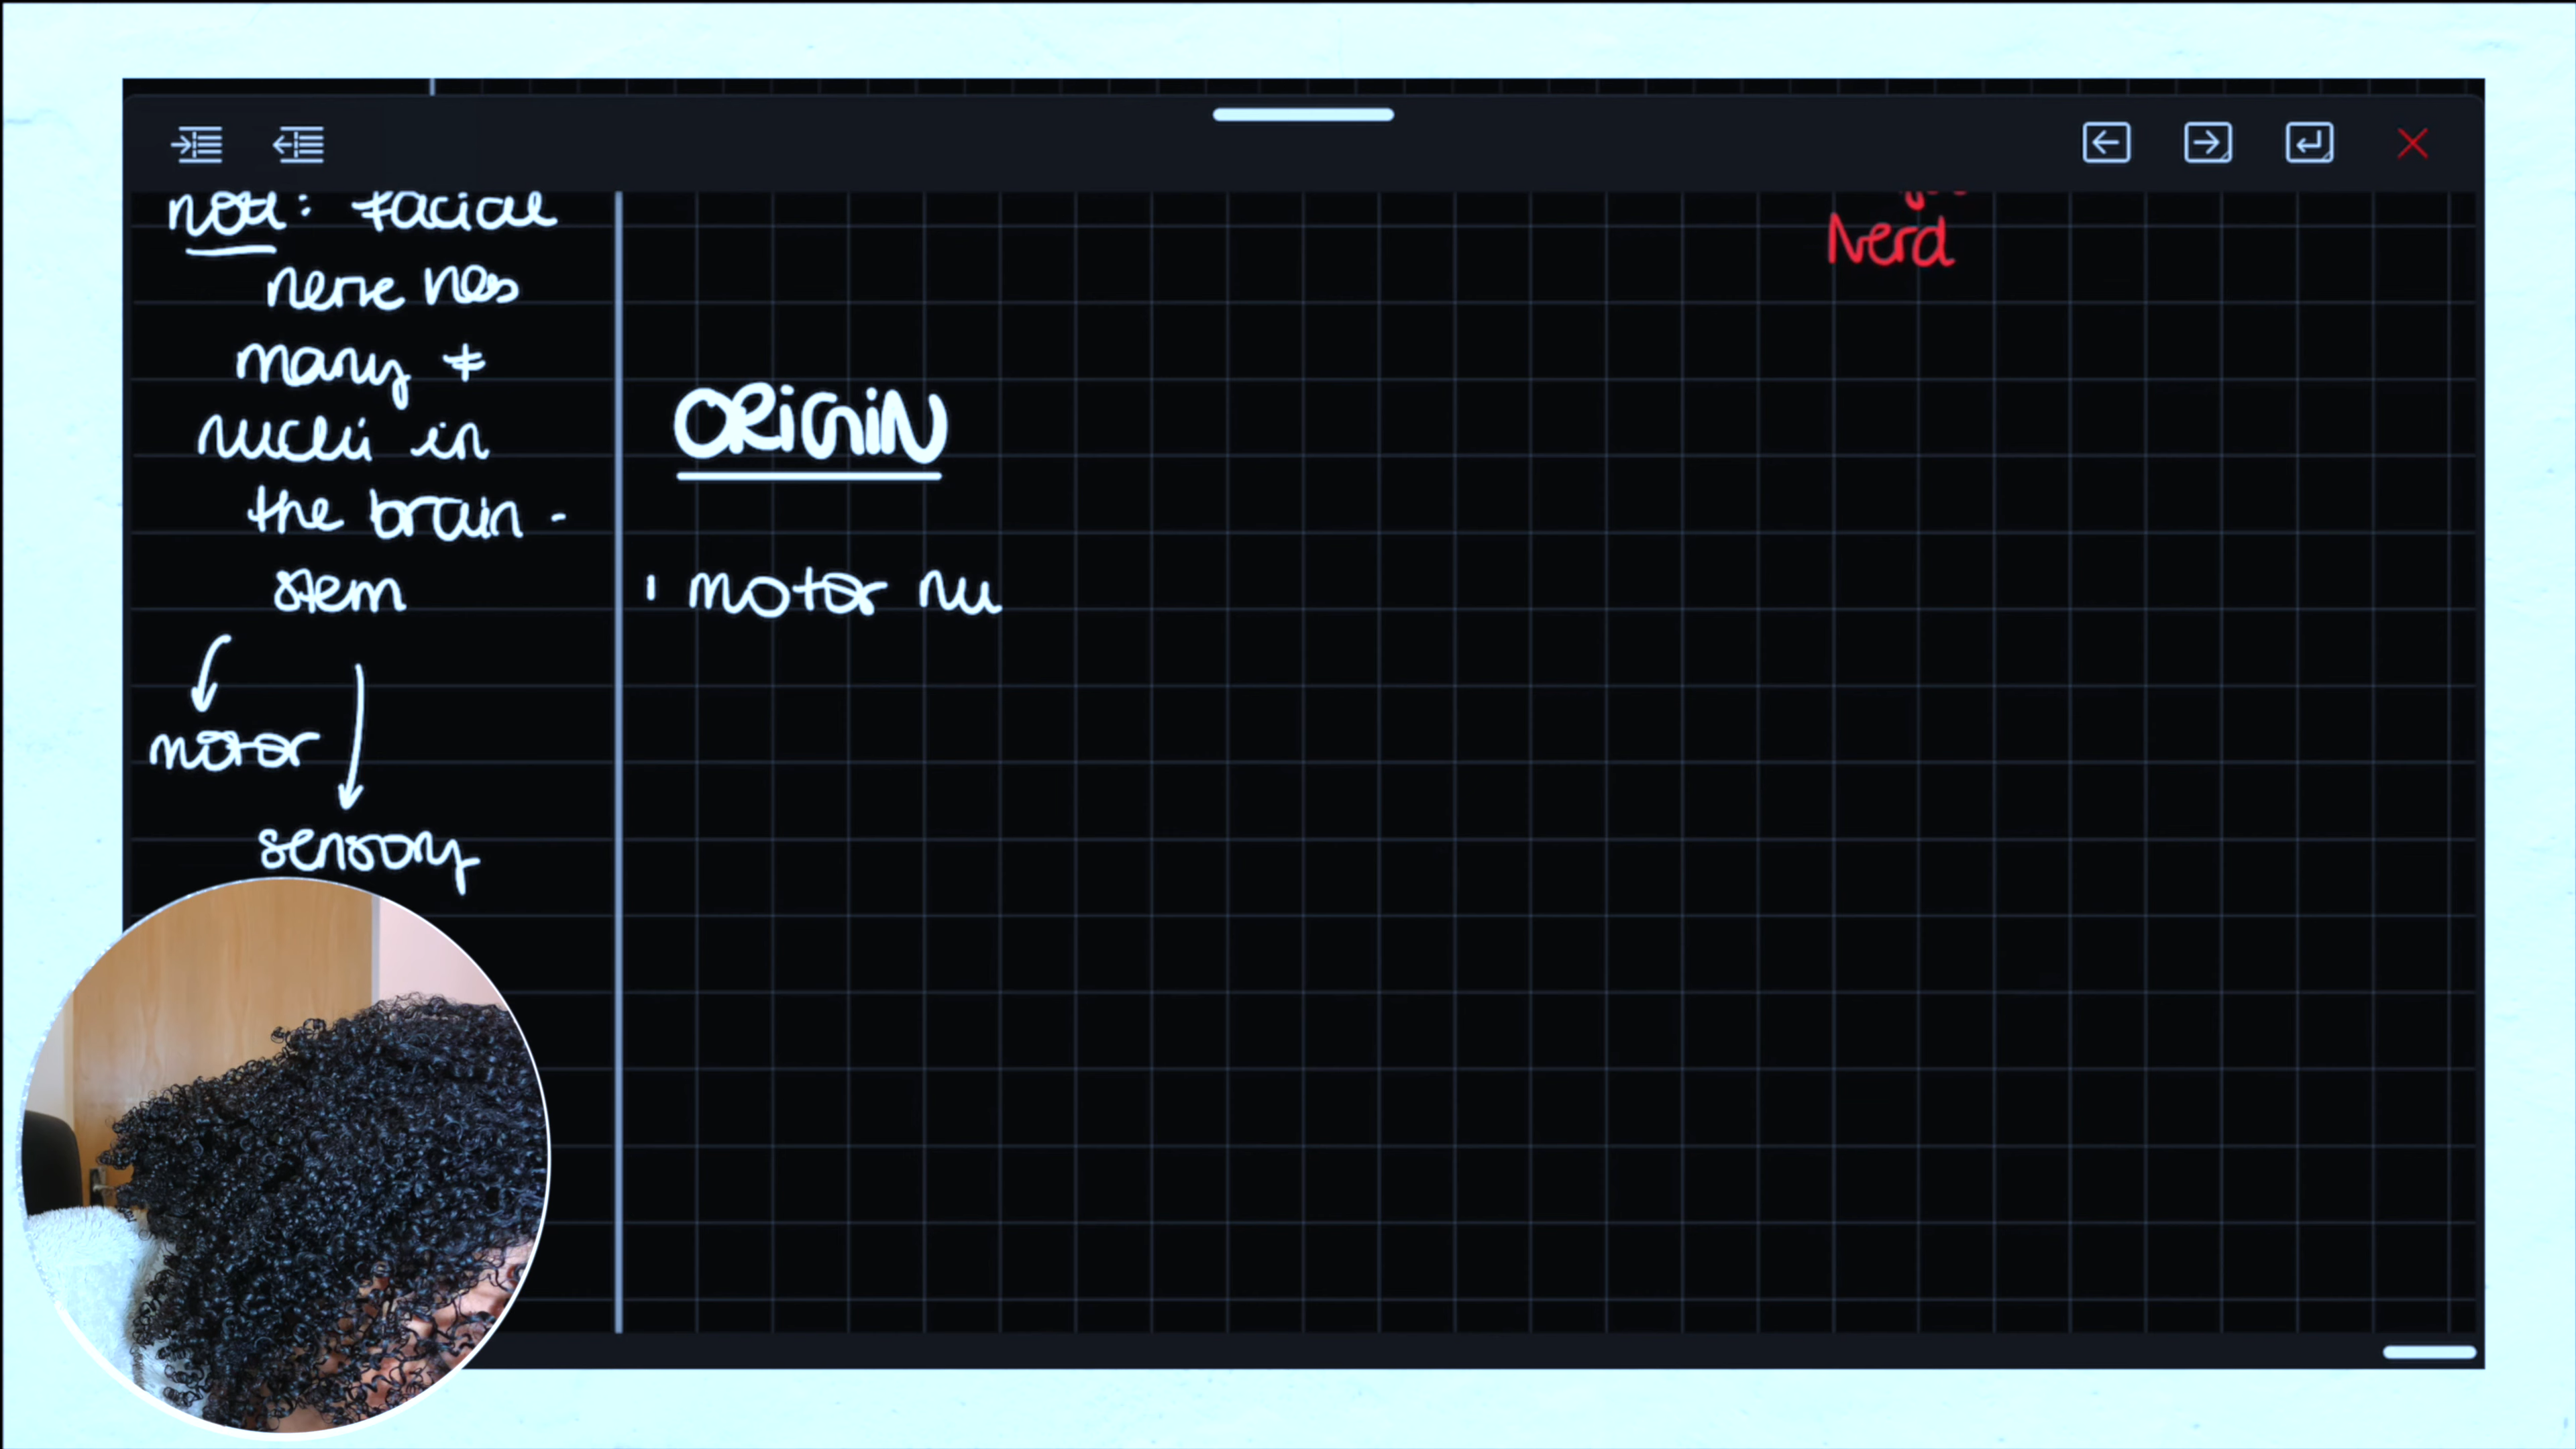 note: facial
nerve has
many ≠
nuclei in
the brain-
stem
motor
sensory
ORIGIN
1 motor nu
Nerd